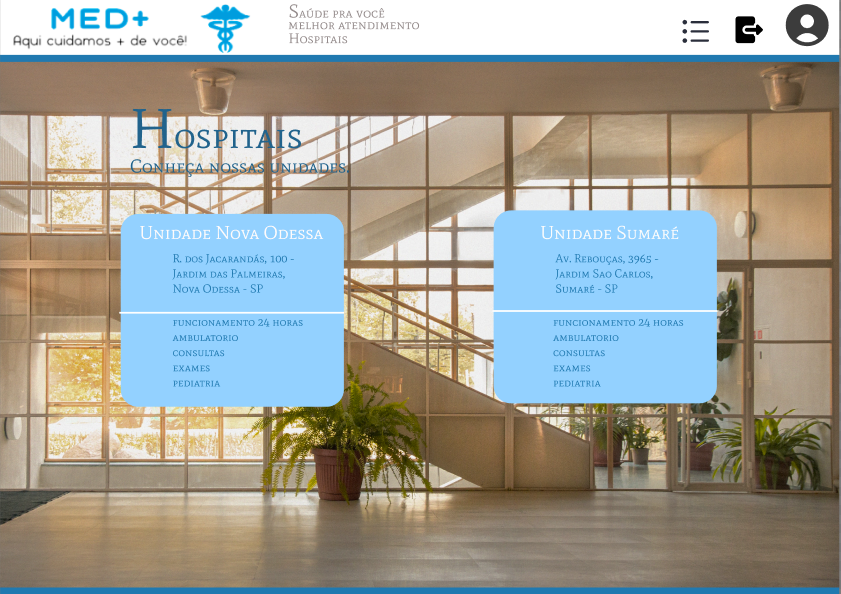 MED+
Aqui cuidamos + de você!
Saúde pra você
melhor atendimento
Hospitais
Hospitais
Conheça nossas unidades.
Unidade Nova Odessa
R. dos Jacarandás, 100 -
Jardim das Palmeiras,
Nova Odessa - SP
funcionamento 24 horas
ambulatorio
consultas
exames
pediatria
Unidade Sumaré
Av. Rebouças, 3965 -
Jardim Sao Carlos,
Sumaré - SP
funcionamento 24 horas
ambulatorio
consultas
exames
pediatria